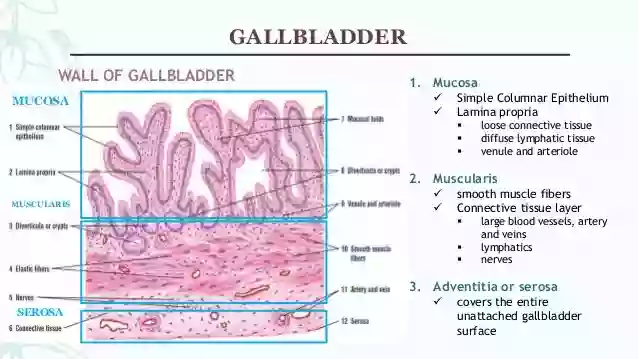 GALLBLADDER
WALL OF GALLBLADDER
MUCOSA
1 Simple columnar
epithelium
2 Lamina propria
MUSCULARIS
3 Diverticula or crypts
4 Elastic fibers
5 Nerves
SEROSA
6 Connective tissue
7 Mucosal folds
8 Diverticula or crypts
9 Venule and arteriole
10 Smooth muscle
fibers
11 Artery and vein
12 Serosa
1. Mucosa
✓ Simple Columnar Epithelium
✓ Lamina propria
▪ loose connective tissue
▪ diffuse lymphatic tissue
▪ venule and arteriole
2. Muscularis
✓ smooth muscle fibers
✓ Connective tissue layer
▪ large blood vessels, artery
and veins
▪ lymphatics
▪ nerves
3. Adventitia or serosa
✓ covers the entire
unattached gallbladder
surface